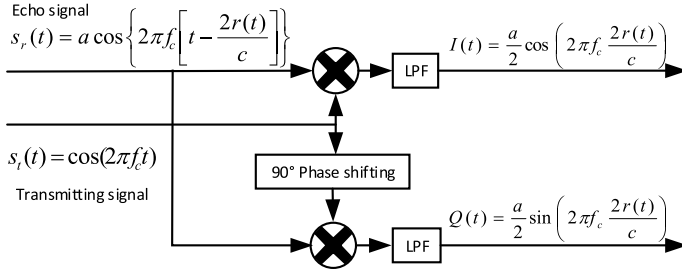 Echo signal
s_r(t) = a cos{2πf_c[t − 2r(t)/c]}
LPF
I(t) = a/2 cos(2πf_c 2r(t)/c)
s_t(t) = cos(2πf_c t)
Transmitting signal
90° Phase shifting
LPF
Q(t) = a/2 sin(2πf_c 2r(t)/c)